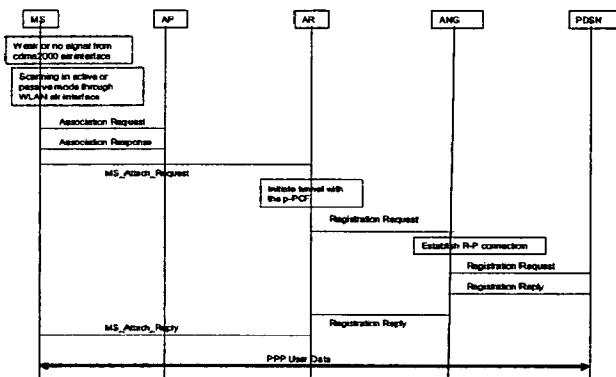 MS
AP
AR
ANG
PDSN
Weak or no signal from
cdma2000 air interface
Scanning in active or
passive mode through
WLAN air interface
Association Request
Association Response
MS_Attach_Request
Initiate tunnel with
the p-PCF
Registration Request
Establish R-P connection
Registration Request
Registration Reply
Registration Reply
MS_Attach_Reply
PPP User Data